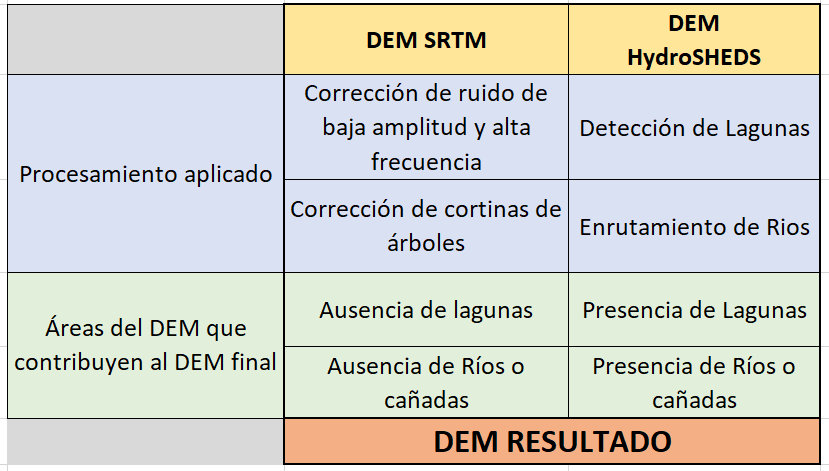 DEM SRTM
DEM
HydroSHEDS
Procesamiento aplicado
Corrección de ruido de
baja amplitud y alta
frecuencia
Detección de Lagunas
Corrección de cortinas de
árboles
Enrutamiento de Rios
Áreas del DEM que
contribuyen al DEM final
Ausencia de lagunas
Presencia de Lagunas
Ausencia de Ríos o
cañadas
Presencia de Ríos o
cañadas
DEM RESULTADO